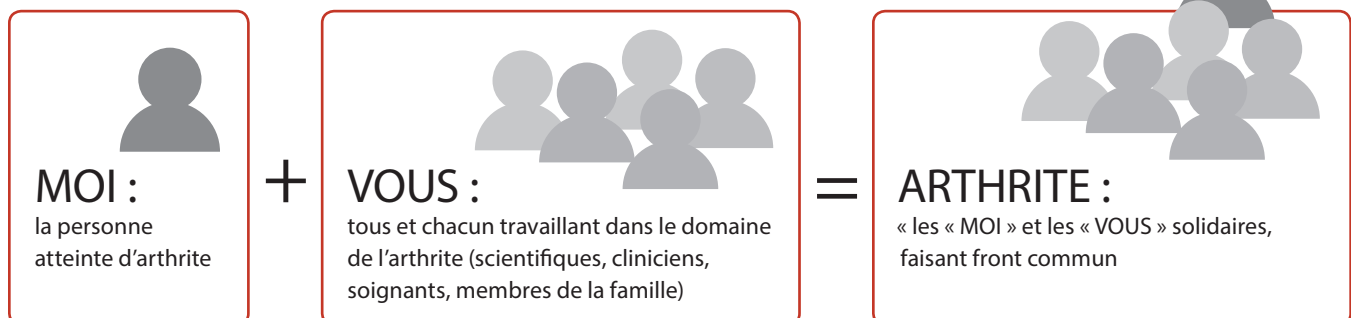 MOI :
la personne
atteinte d’arthrite
+
VOUS :
tous et chacun travaillant dans le domaine
de l’arthrite (scientifiques, cliniciens,
soignants, membres de la famille)
=
ARTHRITE :
« les « MOI » et les « VOUS » solidaires,
faisant front commun